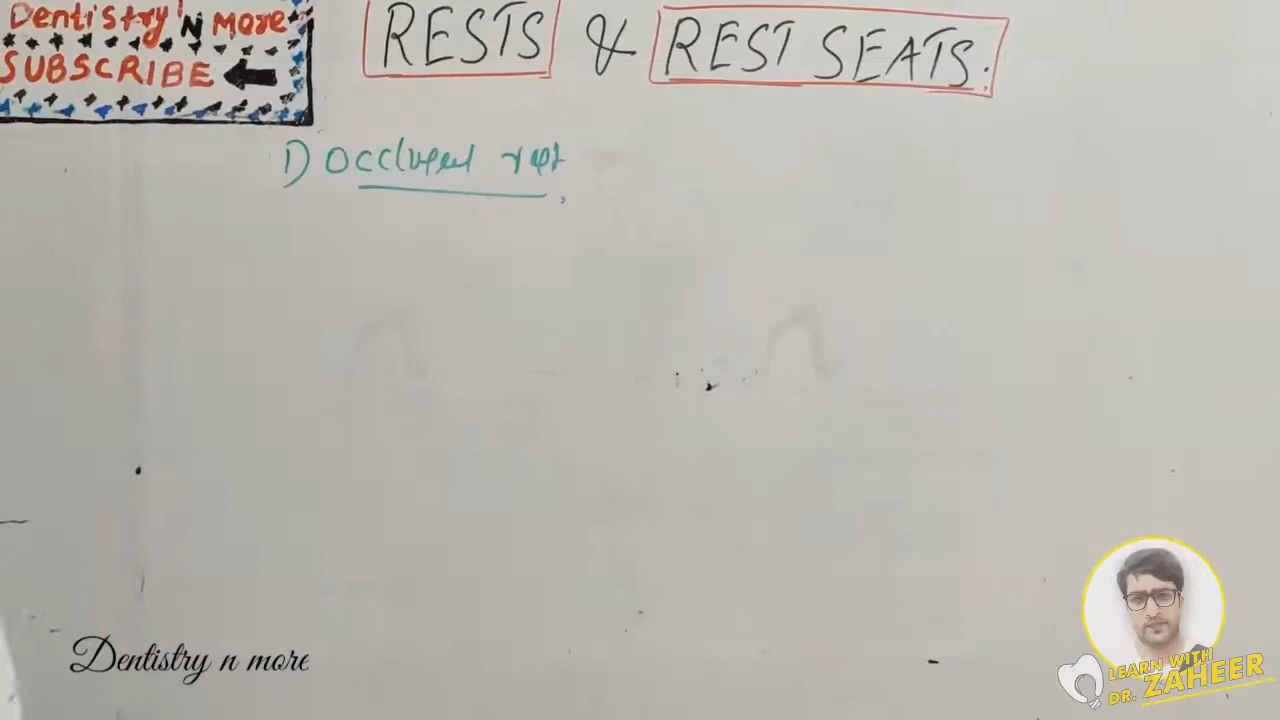 Dentistry 'N More
SUBSCRIBE
RESTS & REST SEATS.
1) Occlusal rest
Dentistry n more
LEARN WITH
DR. ZAHEER